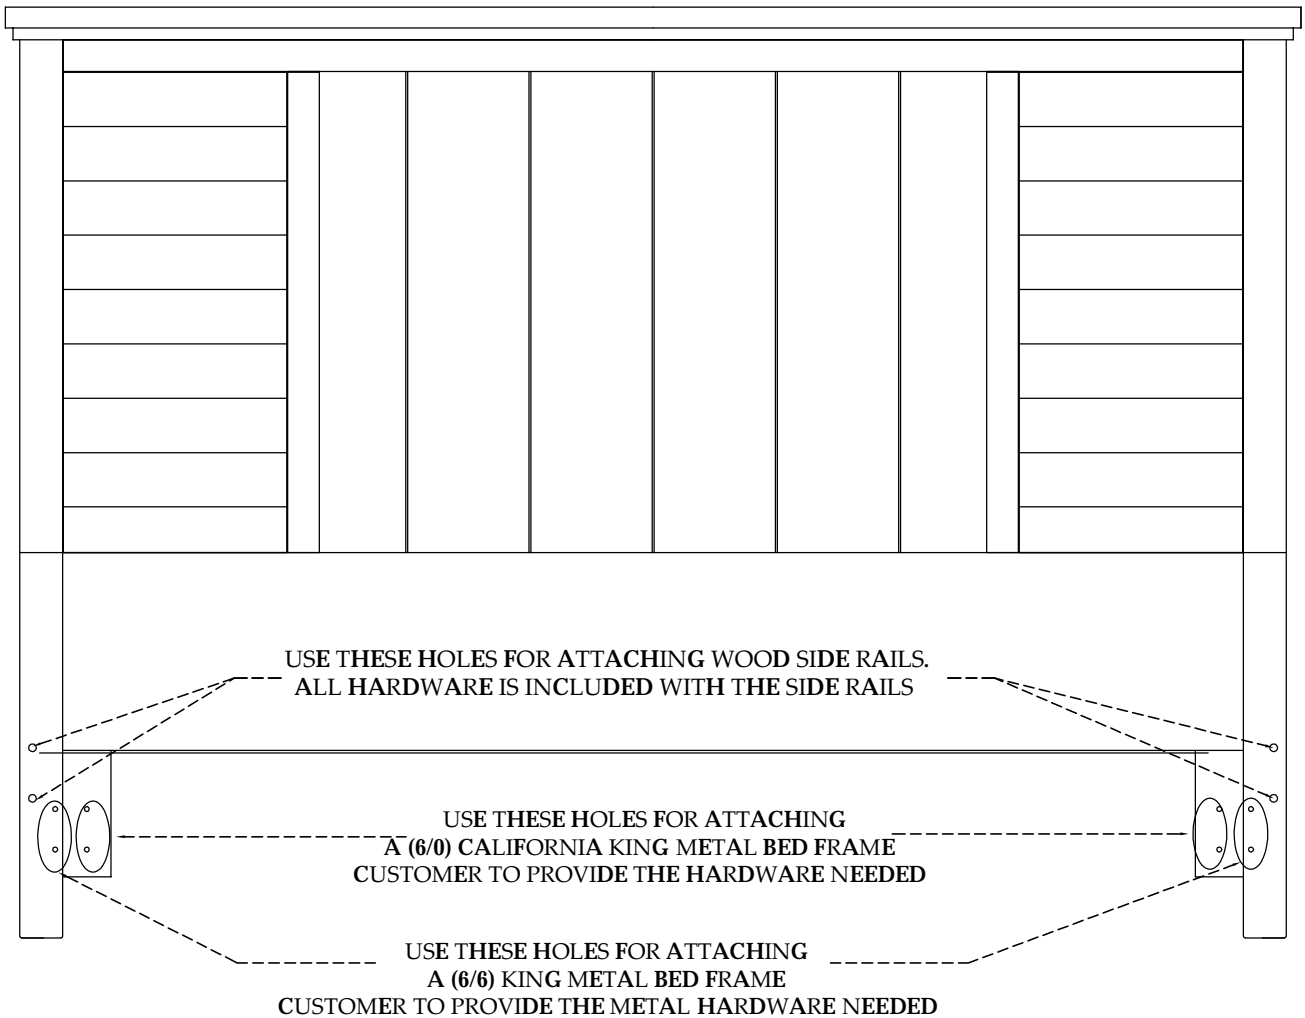 USE THESE HOLES FOR ATTACHING WOOD SIDE RAILS.
ALL HARDWARE IS INCLUDED WITH THE SIDE RAILS
USE THESE HOLES FOR ATTACHING
A (6/0) CALIFORNIA KING METAL BED FRAME
CUSTOMER TO PROVIDE THE HARDWARE NEEDED
USE THESE HOLES FOR ATTACHING
A (6/6) KING METAL BED FRAME
CUSTOMER TO PROVIDE THE METAL HARDWARE NEEDED